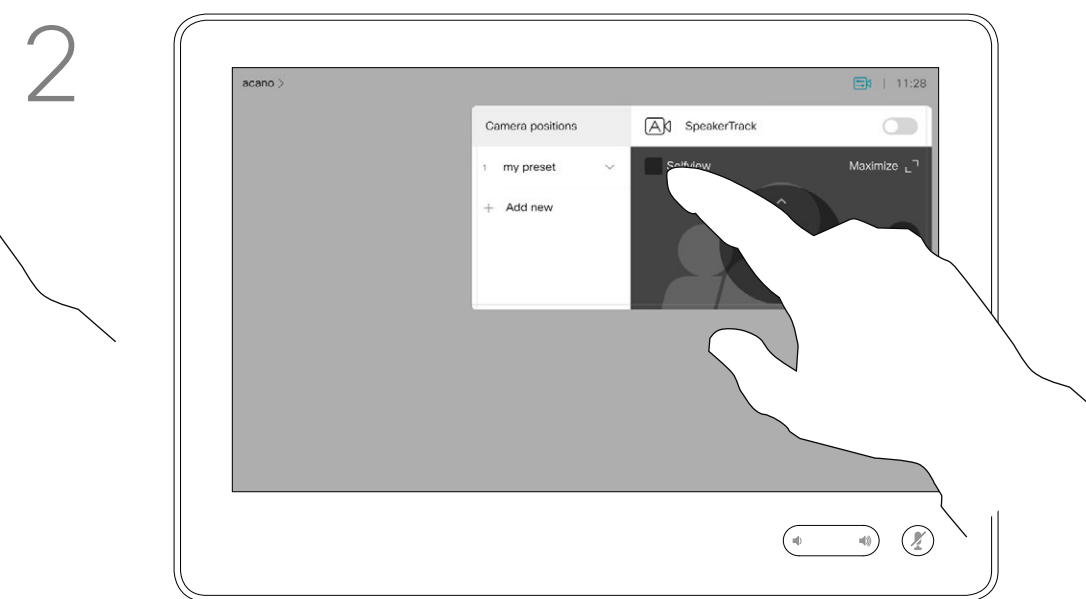 2
acano >
11:28
Camera positions
SpeakerTrack
1 my preset
Selfview
Maximize
+ Add new